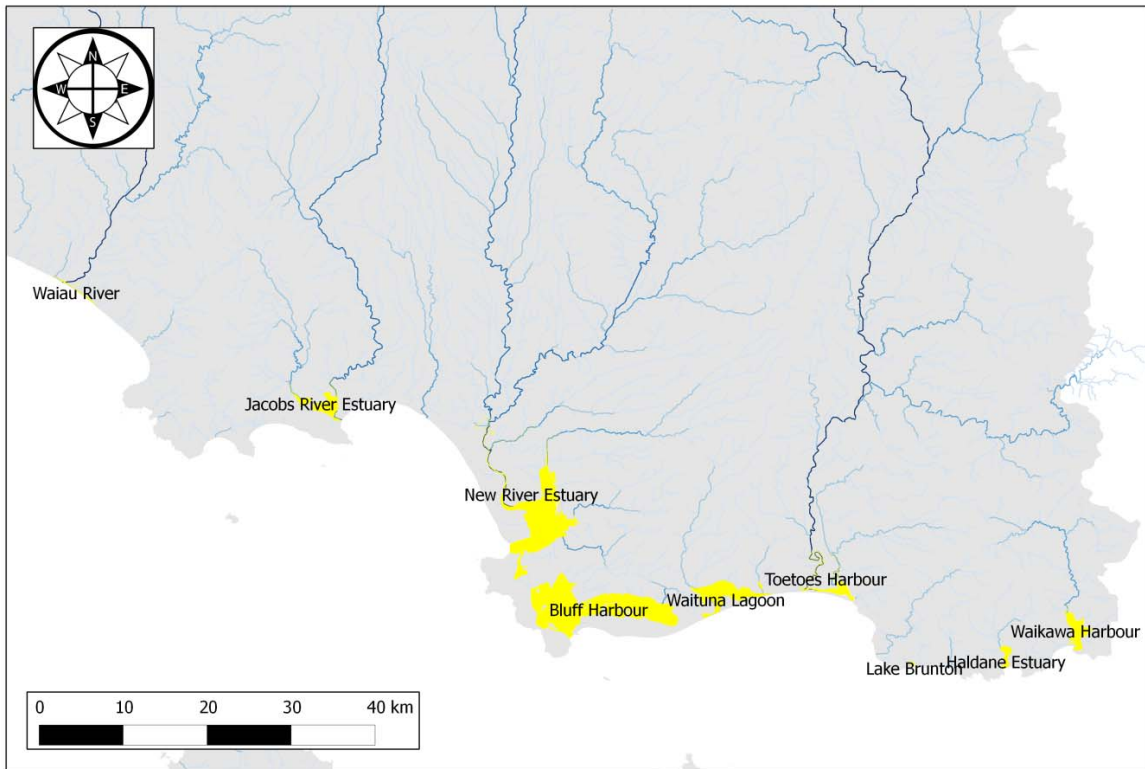 N
W E
S
Waiau River
Jacobs River Estuary
New River Estuary
Toetoes Harbour
Waituna Lagoon
Bluff Harbour
Waikawa Harbour
Haldane Estuary
Lake Brunton
0 10 20 30 40 km